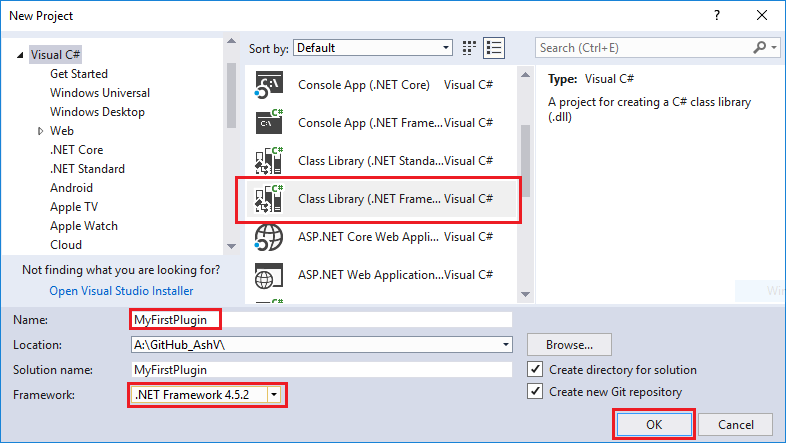 New Project
Visual C#
Get Started
Windows Universal
Windows Desktop
Web
.NET Core
.NET Standard
Android
Apple TV
Apple Watch
Cloud
Not finding what you are looking for?
Open Visual Studio Installer
Sort by: Default
Console App (.NET Core) Visual C#
Console App (.NET Frame... Visual C#
Class Library (.NET Standa... Visual C#
Class Library (.NET Frame... Visual C#
ASP.NET Core Web Appli... Visual C#
ASP.NET Web Application... Visual C#
Search (Ctrl+E)
Type: Visual C#
A project for creating a C# class library
(.dll)
Name: MyFirstPlugin
Location: A:\GitHub_AshV\
Browse...
Solution name: MyFirstPlugin
Create directory for solution
Framework: .NET Framework 4.5.2
Create new Git repository
OK Cancel